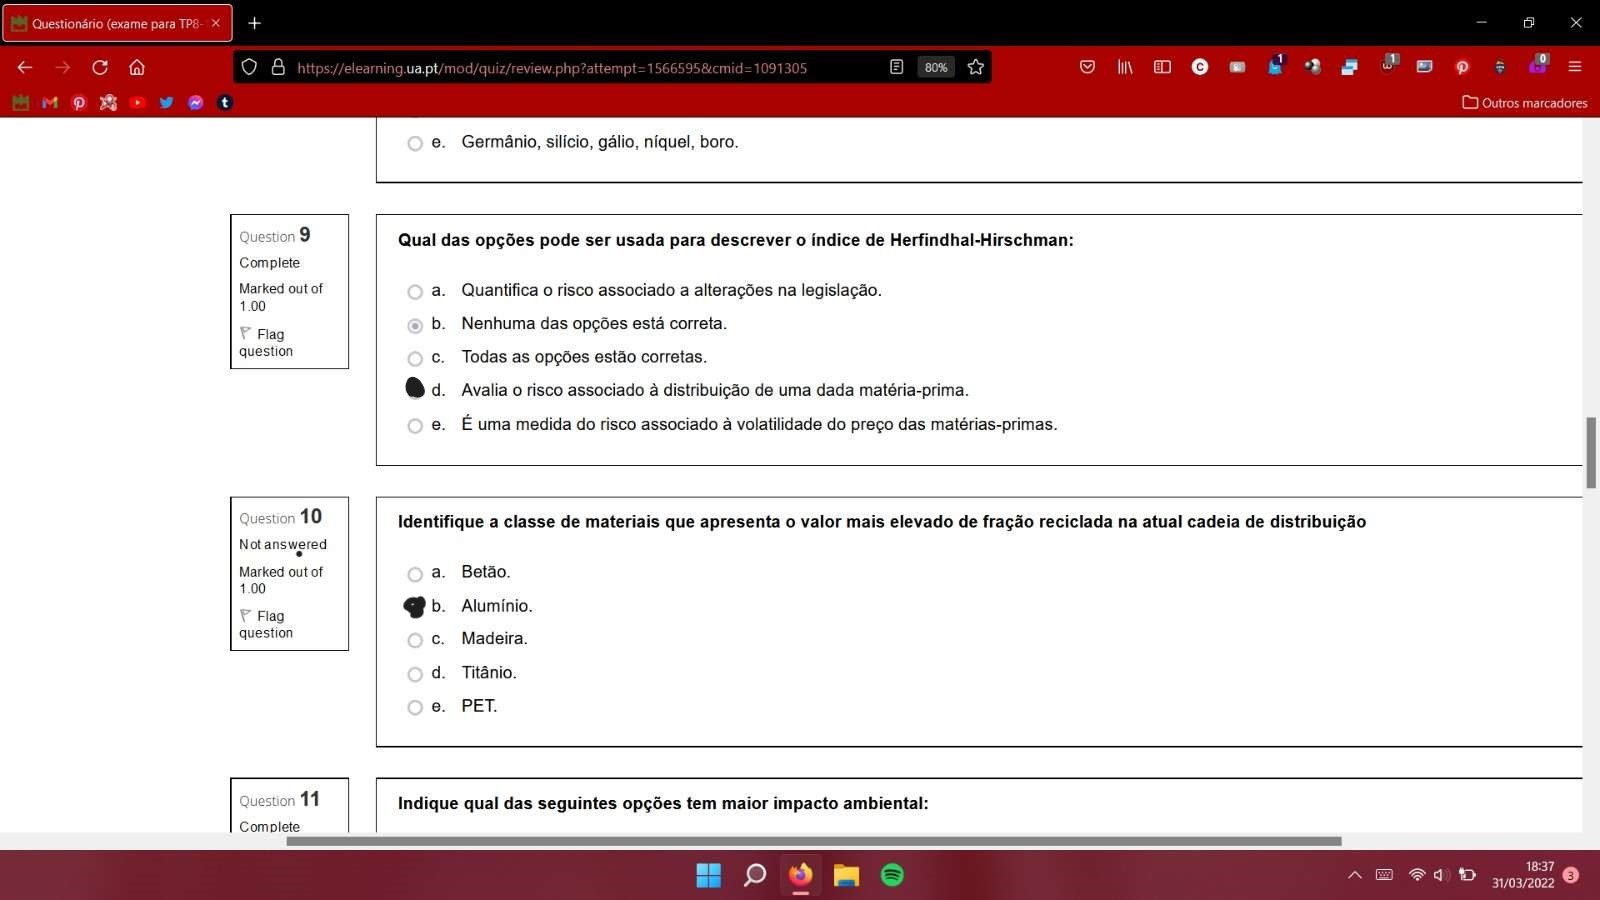 Questionário (exame para TP8-
https://elearning.ua.pt/mod/quiz/review.php?attempt=1566595&cmid=1091305
80%
1
1
0
Outros marcadores
e. Germânio, silício, gálio, níquel, boro.
Question 9
Complete
Marked out of
1.00
Flag
question
Qual das opções pode ser usada para descrever o índice de Herfindhal-Hirschman:
a. Quantifica o risco associado a alterações na legislação.
b. Nenhuma das opções está correta.
c. Todas as opções estão corretas.
d. Avalia o risco associado à distribuição de uma dada matéria-prima.
e. É uma medida do risco associado à volatilidade do preço das matérias-primas.
Question 10
Not answered
Marked out of
1.00
Flag
question
Identifique a classe de materiais que apresenta o valor mais elevado de fração reciclada na atual cadeia de distribuição
a. Betão.
b. Alumínio.
c. Madeira.
d. Titânio.
e. PET.
Question 11
Complete
Indique qual das seguintes opções tem maior impacto ambiental:
18:37
31/03/2022
3